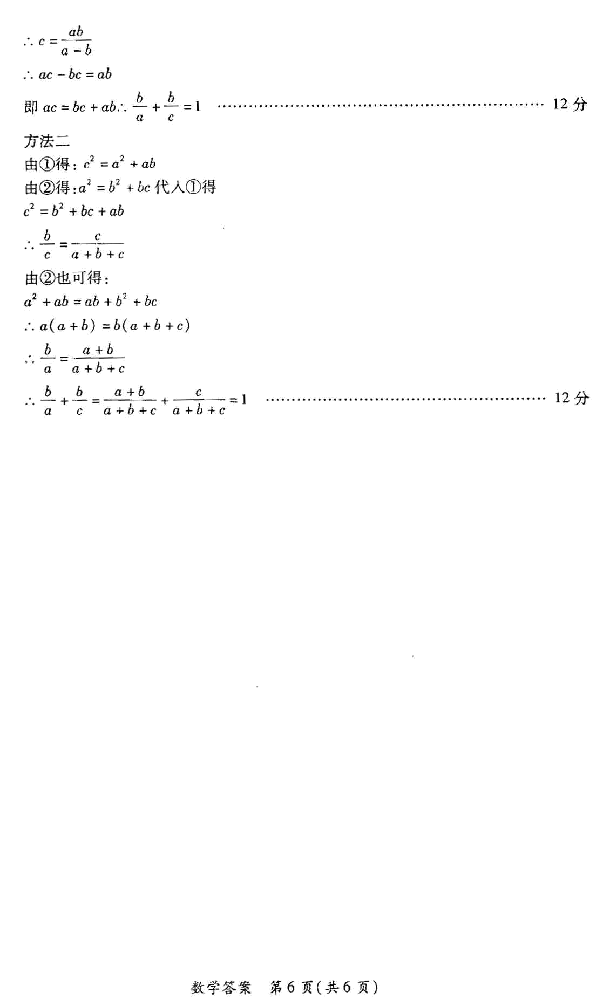 ∴ c = ab/(a - b)
∴ ac - bc = ab
即 ac = bc + ab ∴ b/a + b/c = 1 ………………………………………………… 12 分
方法二
由①得: c² = a² + ab
由②得:a² = b² + bc 代人①得
c² = b² + bc + ab
∴ b/c = c/(a + b + c)
由②也可得:
a² + ab = ab + b² + bc
∴ a(a + b) = b(a + b + c)
∴ b/a = (a + b)/(a + b + c)
∴ b/a + b/c = (a + b)/(a + b + c) + c/(a + b + c) = 1 ………………………………………… 12 分
数学答案 第 6 页(共 6 页)